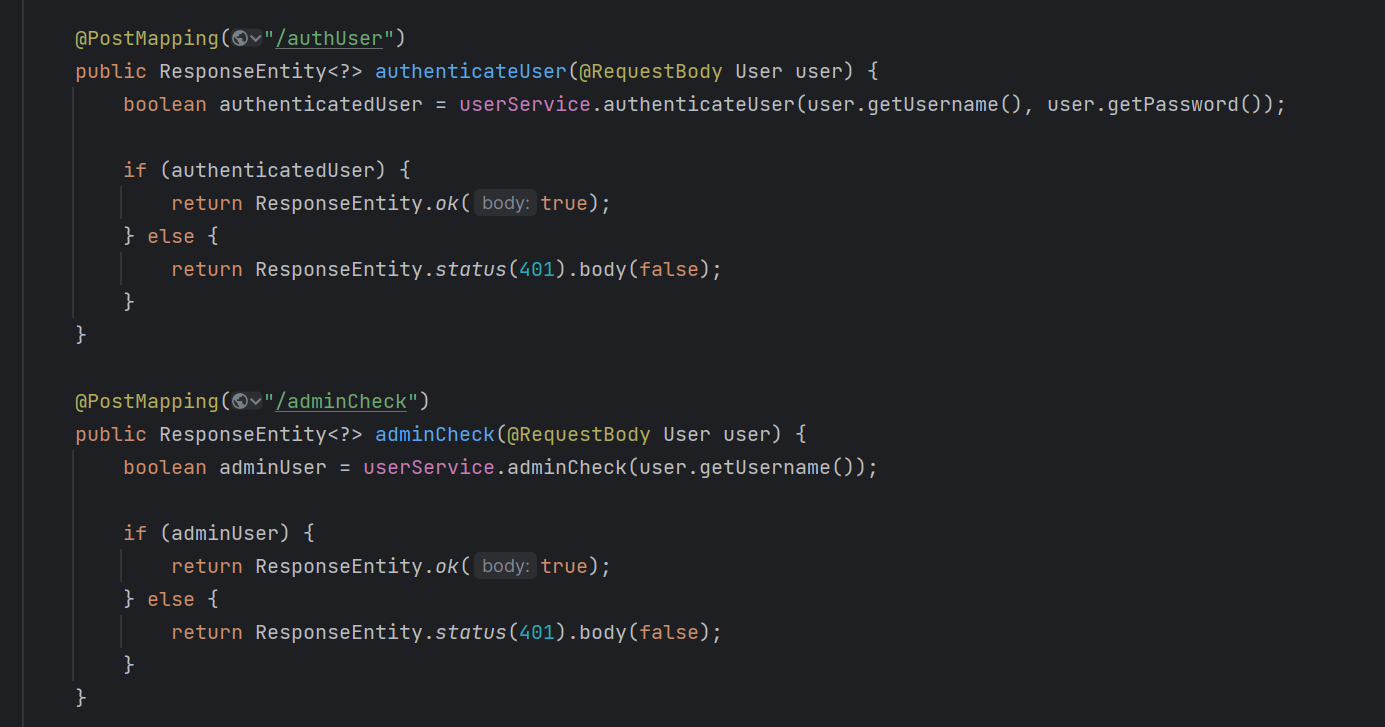 @PostMapping("/authUser")
public ResponseEntity<?> authenticateUser(@RequestBody User user) {
    boolean authenticatedUser = userService.authenticateUser(user.getUsername(), user.getPassword());

    if (authenticatedUser) {
        return ResponseEntity.ok( body: true);
    } else {
        return ResponseEntity.status(401).body(false);
    }
}

@PostMapping("/adminCheck")
public ResponseEntity<?> adminCheck(@RequestBody User user) {
    boolean adminUser = userService.adminCheck(user.getUsername());

    if (adminUser) {
        return ResponseEntity.ok( body: true);
    } else {
        return ResponseEntity.status(401).body(false);
    }
}